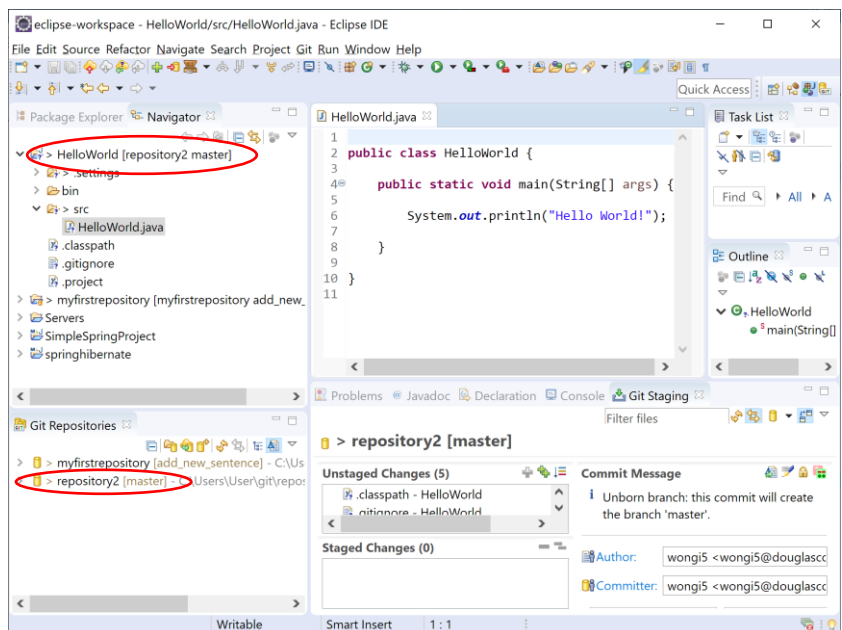 eclipse-workspace - HelloWorld/src/HelloWorld.java - Eclipse IDE
File Edit Source Refactor Navigate Search Project Git Run Window Help
Quick Access
Package Explorer Navigator
> HelloWorld [repository2 master]
> .settings
bin
> src
HelloWorld.java
.classpath
.gitignore
.project
> myfirstrepository [myfirstrepository add_new_
Servers
SimpleSpringProject
springhibernate
HelloWorld.java
1
2 public class HelloWorld {
3
4 public static void main(String[] args) {
5
6 System.out.println("Hello World!");
7
8 }
9
10 }
11
Task List
Find All A
Outline
HelloWorld
S main(String[]
Git Repositories
> myfirstrepository [add_new_sentence] - C:\Us
> repository2 [master] - C:\Users\User\git\repos
Problems Javadoc Declaration Console Git Staging
Filter files
> repository2 [master]
Unstaged Changes (5)
.classpath - HelloWorld
.gitignore - HelloWorld
Staged Changes (0)
Commit Message
Unborn branch: this commit will create
the branch 'master'.
Author: wongi5 <wongi5@douglascc
Committer: wongi5 <wongi5@douglascc
Writable Smart Insert 1 : 1